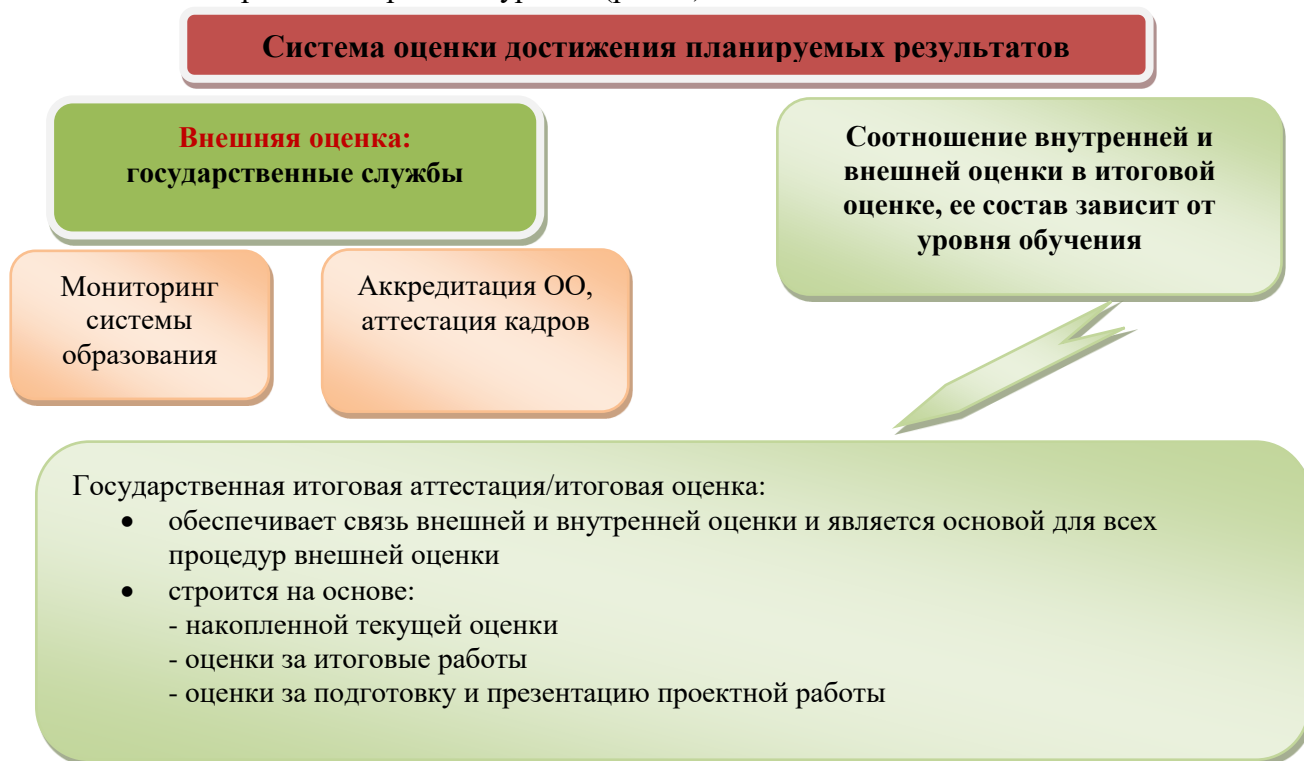 Система оценки достижения планируемых результатов
Внешняя оценка:
государственные службы
Соотношение внутренней и
внешней оценки в итоговой
оценке, ее состав зависит от
уровня обучения
Мониторинг
системы
образования
Аккредитация ОО,
аттестация кадров
Государственная итоговая аттестация/итоговая оценка:
• обеспечивает связь внешней и внутренней оценки и является основой для всех
процедур внешней оценки
• строится на основе:
- накопленной текущей оценки
- оценки за итоговые работы
- оценки за подготовку и презентацию проектной работы